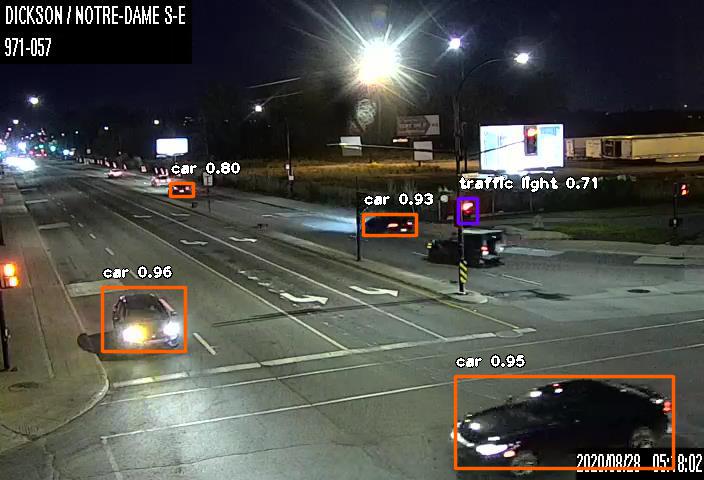 DICKSON / NOTRE-DAME S-E
971-057
car 0.80
traffic light 0.71
car 0.93
car 0.96
car 0.95
2020/08/28 05:18:02